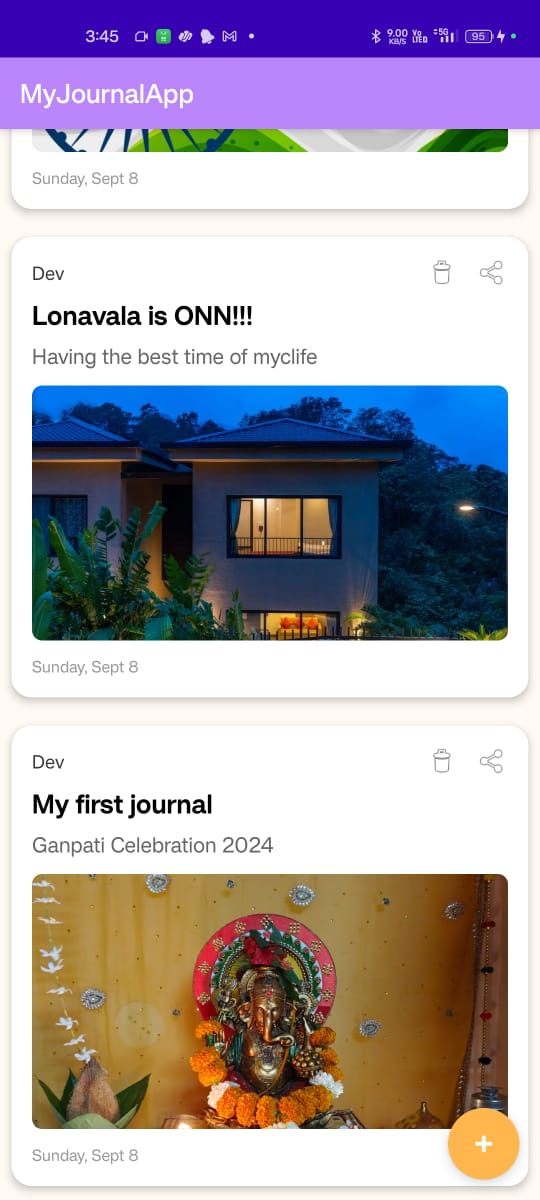 3:45
9.00 KB/S
Vo LTE
5G
95
MyJournalApp
Sunday, Sept 8
Dev
Lonavala is ONN!!!
Having the best time of myclife
Sunday, Sept 8
Dev
My first journal
Ganpati Celebration 2024
Sunday, Sept 8
+